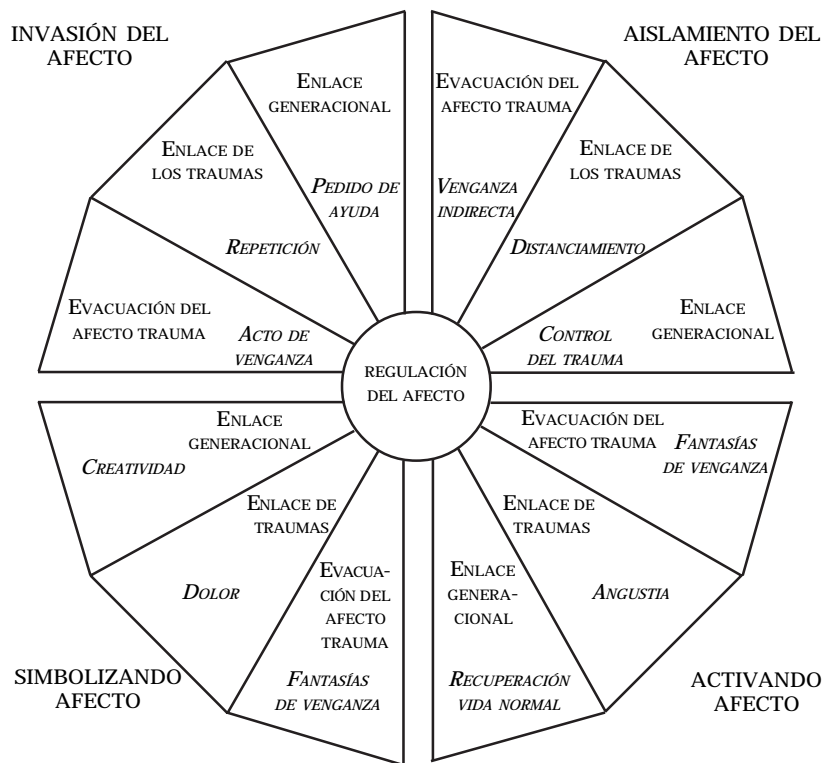 INVASIÓN DEL
AFECTO
ENLACE
GENERACIONAL
PEDIDO DE
AYUDA
ENLACE DE
LOS TRAUMAS
REPETICIÓN
EVACUACIÓN DEL
AFECTO TRAUMA
ACTO DE
VENGANZA
AISLAMIENTO DEL
AFECTO
EVACUACIÓN DEL
AFECTO TRAUMA
VENGANZA
INDIRECTA
ENLACE DE
LOS TRAUMAS
DISTANCIAMIENTO
ENLACE
GENERACIONAL
CONTROL
DEL TRAUMA
REGULACIÓN
DEL AFECTO
ENLACE
GENERACIONAL
CREATIVIDAD
ENLACE DE
TRAUMAS
DOLOR
EVACUA-
CIÓN DEL
AFECTO
TRAUMA
FANTASÍAS
DE VENGANZA
SIMBOLIZANDO
AFECTO
EVACUACIÓN DEL
AFECTO TRAUMA
FANTASÍAS
DE VENGANZA
ENLACE DE
TRAUMAS
ANGUSTIA
ENLACE
GENERA-
CIONAL
RECUPERACIÓN
VIDA NORMAL
ACTIVANDO
AFECTO